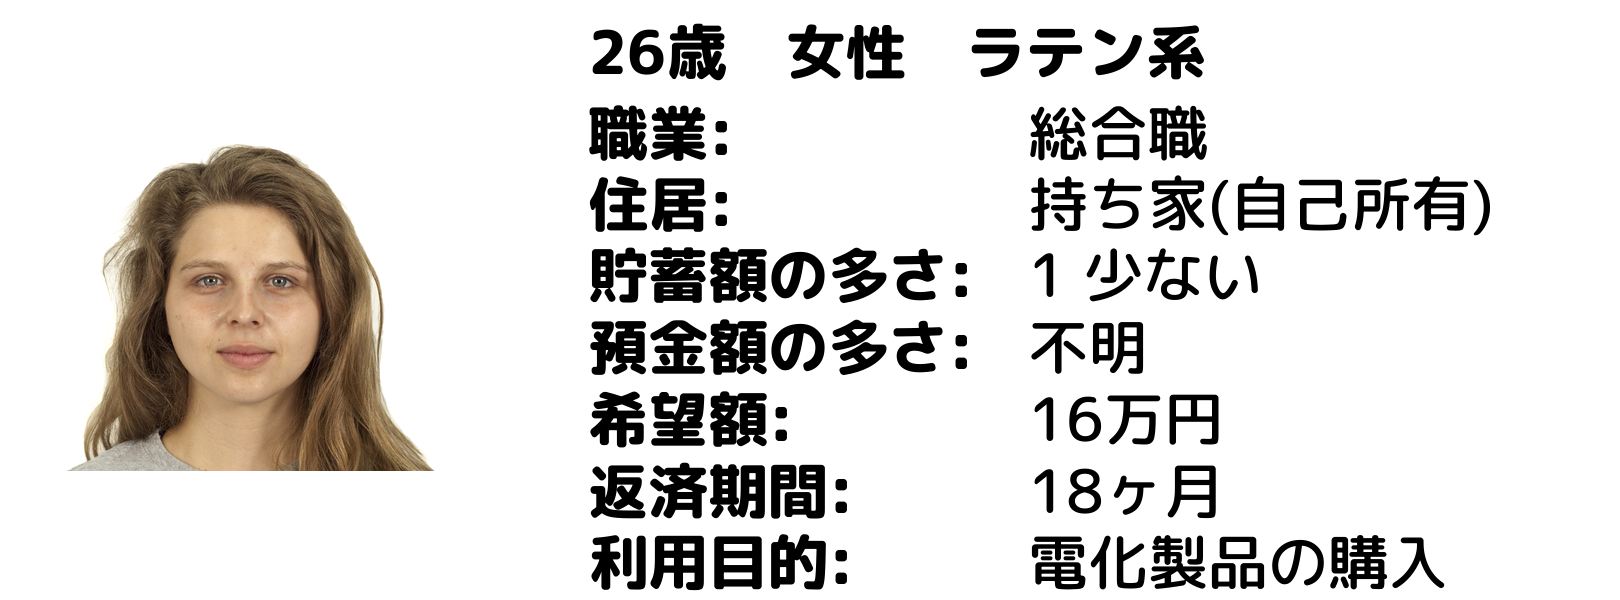 26歳　女性　ラテン系
職業: 総合職
住居: 持ち家(自己所有)
貯蓄額の多さ: 1 少ない
預金額の多さ: 不明
希望額: 16万円
返済期間: 18ヶ月
利用目的: 電化製品の購入